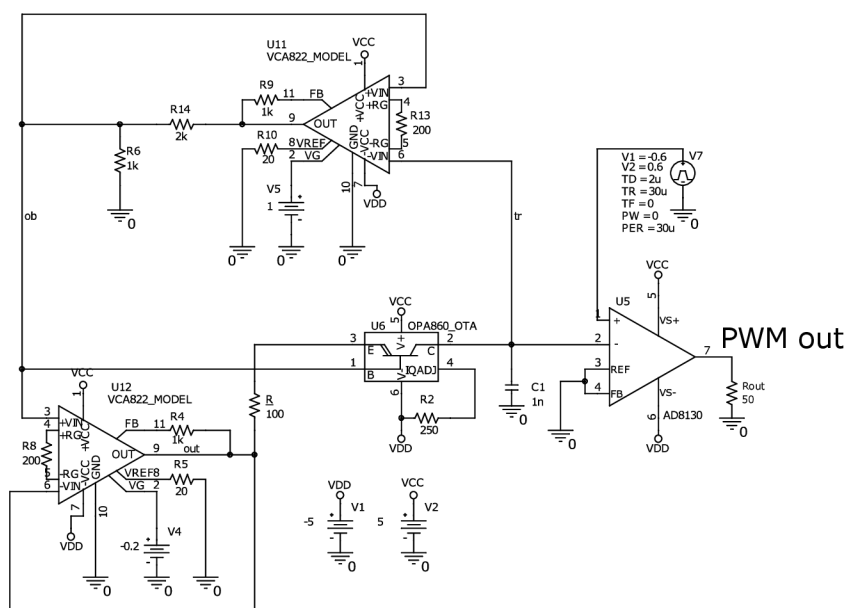 U11
VCA822_MODEL
VCC
1
3
+VIN
+RG
4
R13
200
+VCC
R9
1k
11
FB
R14
2k
9
OUT
R6
1k
R10
20
8
VREF
2
VG
GND
-VCC
-RG
5
-VIN
6
10
7
VDD
V5
1
+
-
0
0
0
0
ob
tr
V1 = -0.6
V2 = 0.6
TD = 2u
TR = 30u
TF = 0
PW = 0
PER = 30u
V7
0
VCC
5
U5
VS+
1
+
2
-
3
REF
4
FB
7
VS-
6
AD8130
VDD
0
PWM out
Rout
50
0
VCC
U6
5
OPA860_OTA
3
E
V+
C
2
1
B
V-
IQADJ
4
6
R2
250
VDD
C1
1n
0
R
100
VCC
1
U12
VCA822_MODEL
3
+VIN
4
+RG
+VCC
R8
200
5
-RG
6
-VIN
-VCC
GND
FB
11
R4
1k
OUT
9
out
VREF
8
R5
20
VG
2
7
10
VDD
V4
-0.2
+
-
0
0
0
VDD
V1
-5
+
-
0
VCC
V2
5
+
-
0